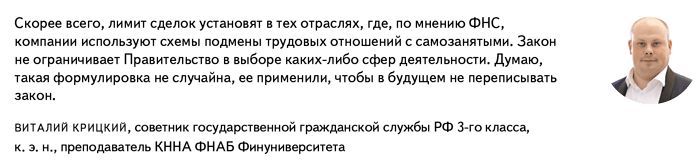 Скорее всего, лимит сделок установят в тех отраслях, где, по мнению ФНС,
компании используют схемы подмены трудовых отношений с самозанятыми. Закон
не ограничивает Правительство в выборе каких-либо сфер деятельности. Думаю,
такая формулировка не случайна, ее применили, чтобы в будущем не переписывать
закон.
ВИТАЛИЙ КРИЦКИЙ, советник государственной гражданской службы РФ 3-го класса,
к. э. н., преподаватель КННА ФНАБ Финуниверситета